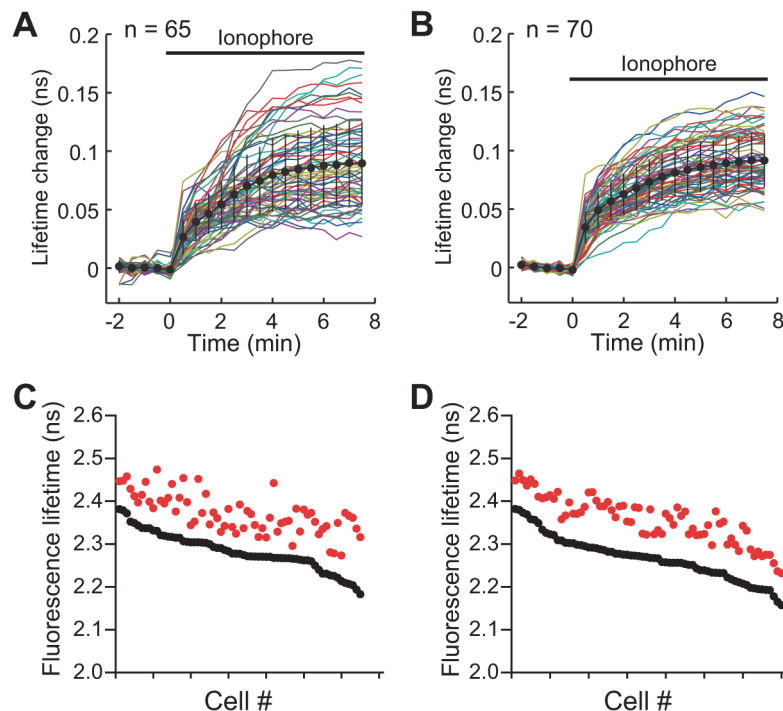 A
n = 65
Ionophore
0.2
0.15
0.1
0.05
0
Lifetime change (ns)
-2 0 2 4 6 8
Time (min)
B
n = 70
Ionophore
0.2
0.15
0.1
0.05
0
Lifetime change (ns)
-2 0 2 4 6 8
Time (min)
C
2.6
2.5
2.4
2.3
2.2
2.1
2.0
Fluorescence lifetime (ns)
Cell #
D
2.6
2.5
2.4
2.3
2.2
2.1
2.0
Fluorescence lifetime (ns)
Cell #